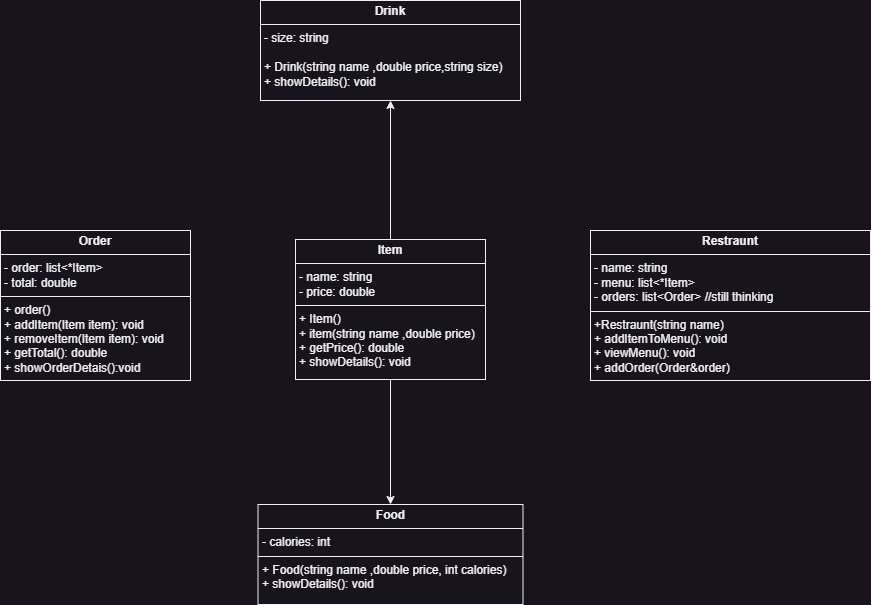 Drink
- size: string
+ Drink(string name ,double price,string size)
+ showDetails(): void
Order
- order: list<*Item>
- total: double
+ order()
+ addItem(Item item): void
+ removeItem(Item item): void
+ getTotal(): double
+ showOrderDetais():void
Item
- name: string
- price: double
+ Item()
+ item(string name ,double price)
+ getPrice(): double
+ showDetails(): void
Restraunt
- name: string
- menu: list<*Item>
- orders: list<Order> //still thinking
+Restraunt(string name)
+ addItemToMenu(): void
+ viewMenu(): void
+ addOrder(Order&order)
Food
- calories: int
+ Food(string name ,double price, int calories)
+ showDetails(): void